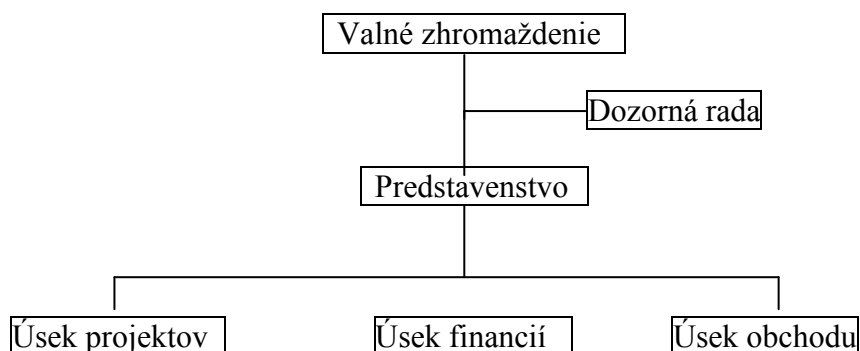 Valné zhromaždenie
Dozorná rada
Predstavenstvo
Úsek projektov
Úsek financií
Úsek obchodu